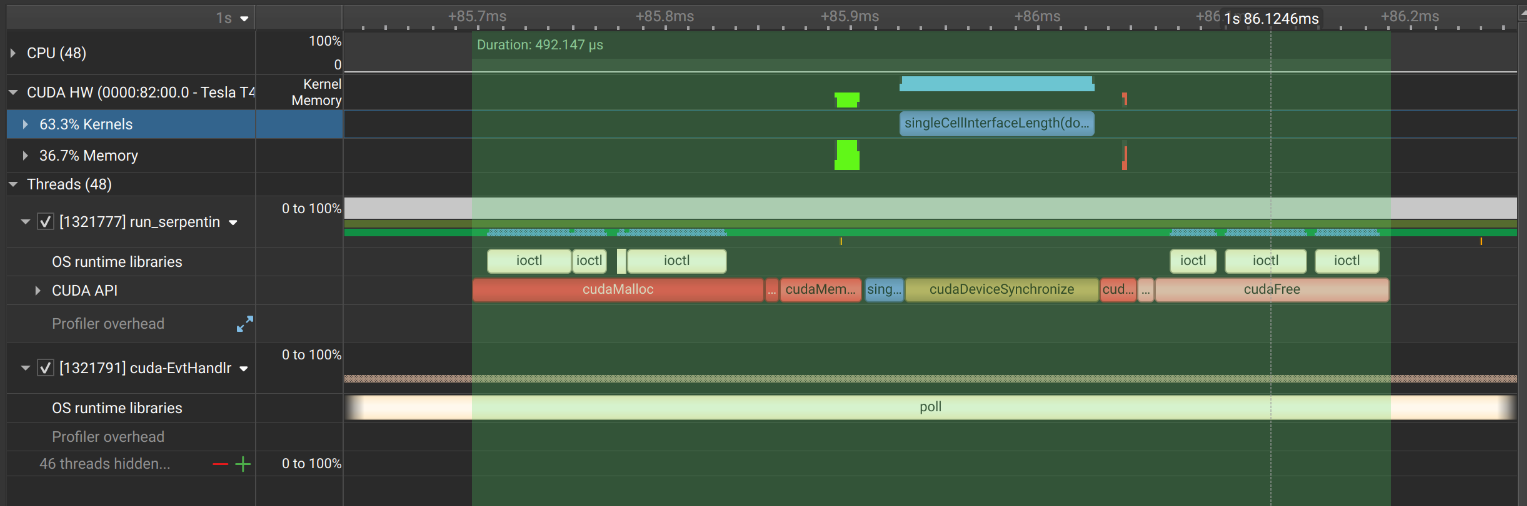 1s +85.7ms +85.8ms +85.9ms +86ms 1s 86.1246ms +86.2ms
CPU (48) 100%
0
Duration: 492.147 μs
CUDA HW (0000:82:00.0 - Tesla T4 Kernel
Memory
63.3% Kernels singleCellInterfaceLength(do...
36.7% Memory
Threads (48)
[1321777] run_serpentin 0 to 100%
OS runtime libraries ioctl ioctl ioctl ioctl ioctl ioctl
CUDA API cudaMalloc ... cudaMem... sing... cudaDeviceSynchronize cud... ... cudaFree
Profiler overhead
[1321791] cuda-EvtHandlr 0 to 100%
OS runtime libraries poll
Profiler overhead
46 threads hidden... 0 to 100%